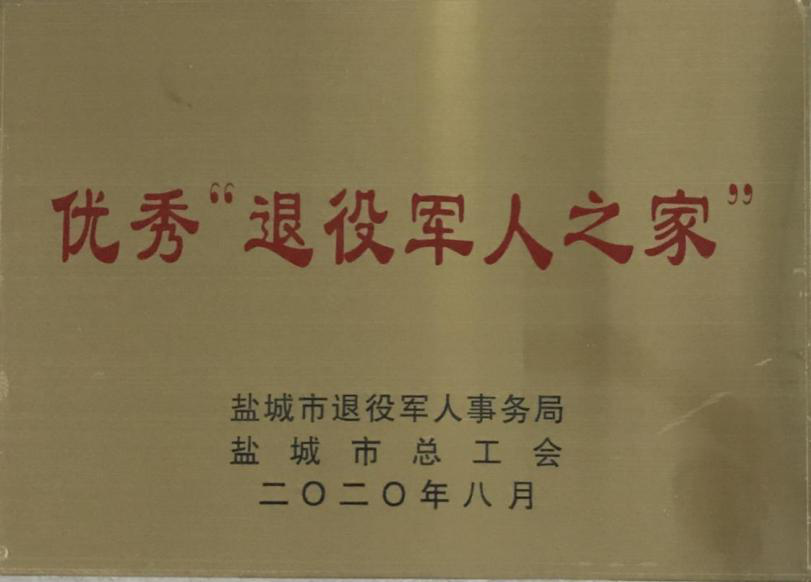 优秀“退役军人之家”
盐城市退役军人事务局
盐城市总工会
二〇二〇年八月